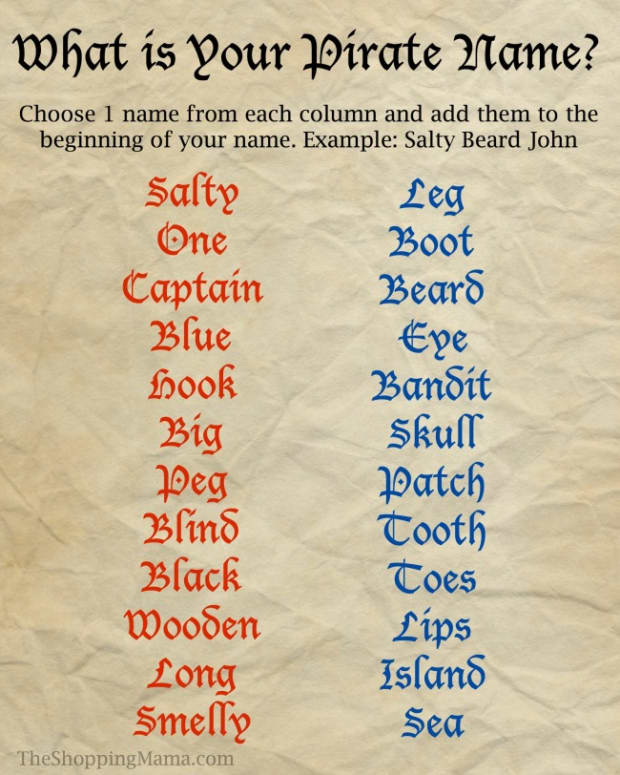 What is Your Pirate Name?
Choose 1 name from each column and add them to the
beginning of your name. Example: Salty Beard John
Salty Leg
One Boot
Captain Beard
Blue Eye
Hook Bandit
Big Skull
Peg Patch
Blind Tooth
Black Toes
Wooden Lips
Long Island
Smelly Sea
TheShoppingMama.com